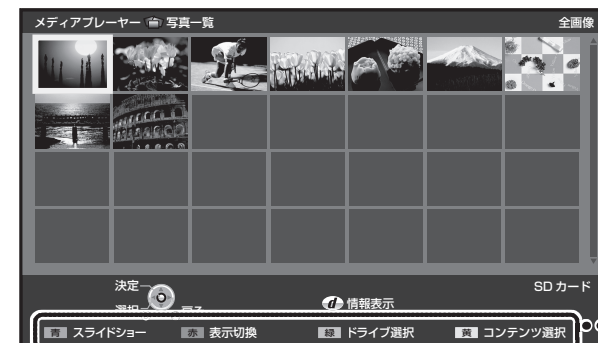 メディアプレーヤー 写真一覧 全画像
決定 SDカード
選択 戻る d 情報表示
青 スライドショー 赤 表示切換 緑 ドライブ選択 黄 コンテンツ選択